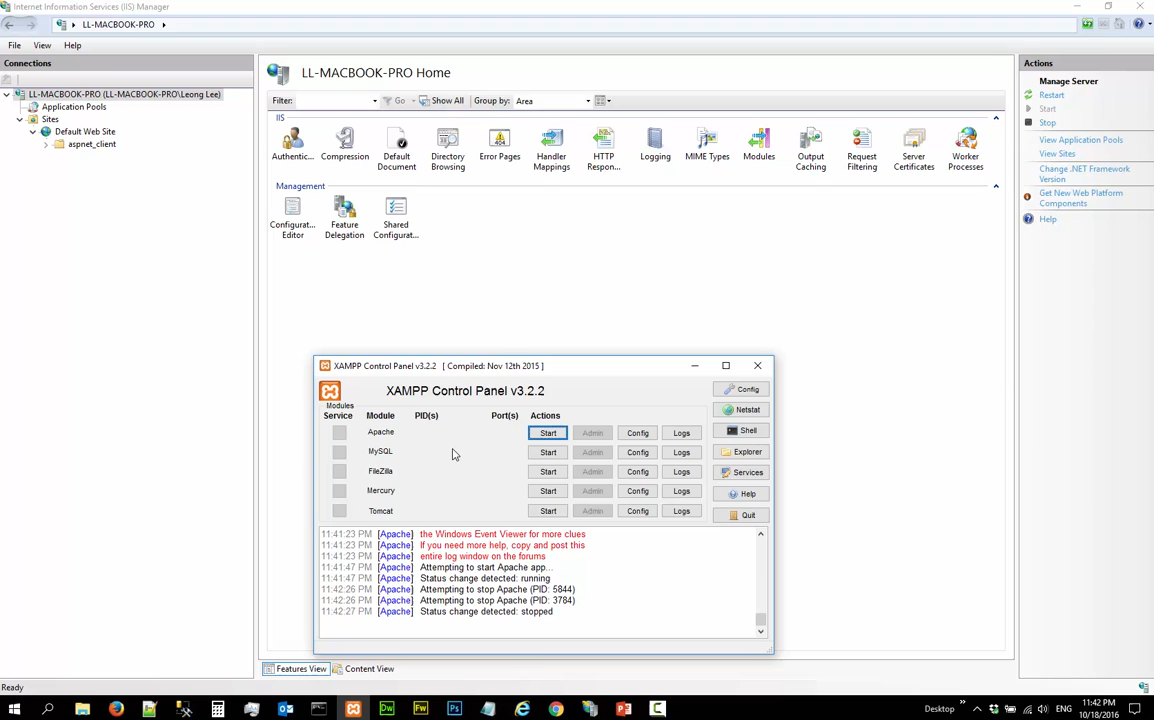 Internet Information Services (IIS) Manager
LL-MACBOOK-PRO
File View Help
Connections
LL-MACBOOK-PRO (LL-MACBOOK-PRO\Leong Lee)
Application Pools
Sites
Default Web Site
aspnet_client
LL-MACBOOK-PRO Home
Filter: Go Show All Group by: Area
IIS
Authentic... Compression Default Document Directory Browsing Error Pages Handler Mappings HTTP Respon... Logging MIME Types Modules Output Caching Request Filtering Server Certificates Worker Processes
Management
Configurat... Editor Feature Delegation Shared Configurat...
Actions
Manage Server
Restart
Start
Stop
View Application Pools
View Sites
Change .NET Framework
Version
Get New Web Platform
Components
Help
XAMPP Control Panel v3.2.2 [ Compiled: Nov 12th 2015 ]
XAMPP Control Panel v3.2.2
Modules
Service Module PID(s) Port(s) Actions
Apache Start Admin Config Logs
MySQL Start Admin Config Logs
FileZilla Start Admin Config Logs
Mercury Start Admin Config Logs
Tomcat Start Admin Config Logs
Config
Netstat
Shell
Explorer
Services
Help
Quit
11:41:23 PM [Apache] the Windows Event Viewer for more clues
11:41:23 PM [Apache] If you need more help, copy and post this
11:41:23 PM [Apache] entire log window on the forums
11:41:47 PM [Apache] Attempting to start Apache app...
11:41:47 PM [Apache] Status change detected: running
11:42:26 PM [Apache] Attempting to stop Apache (PID: 5844)
11:42:26 PM [Apache] Attempting to stop Apache (PID: 3784)
11:42:27 PM [Apache] Status change detected: stopped
Features View Content View
Ready
Dw Fw Ps
Desktop ENG 11:42 PM
10/18/2016